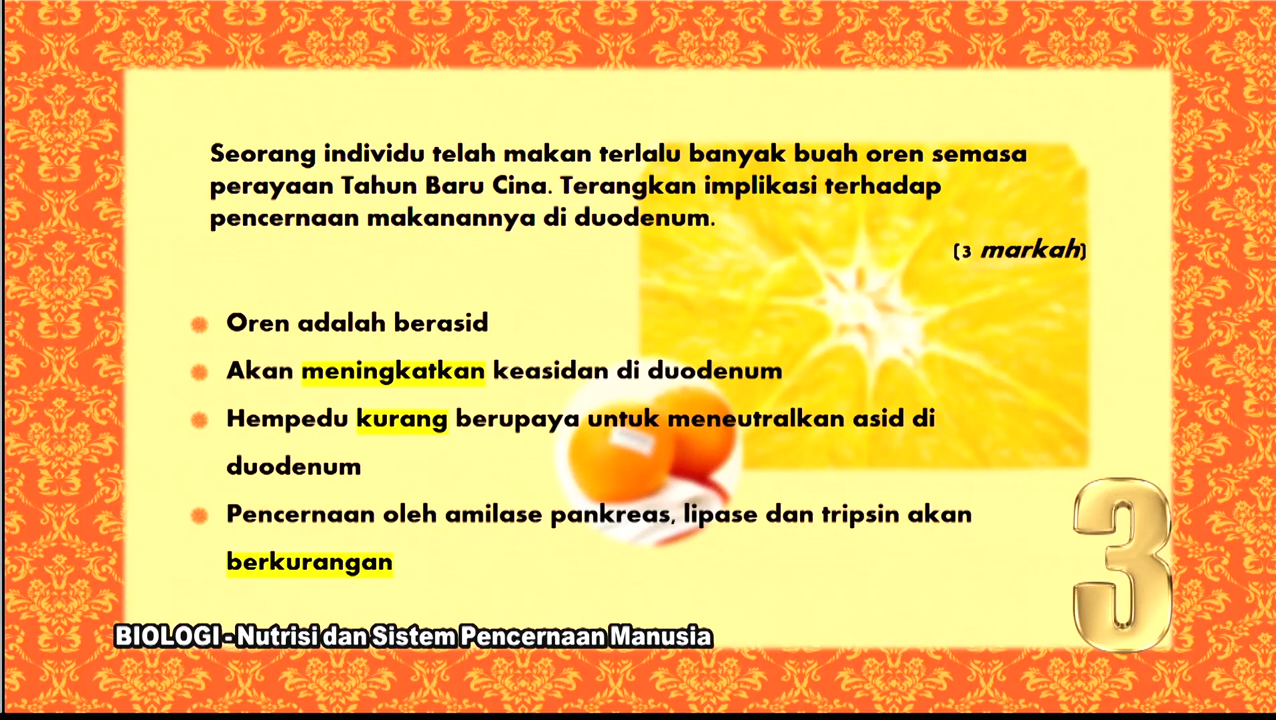 Seorang individu telah makan terlalu banyak buah oren semasa
perayaan Tahun Baru Cina. Terangkan implikasi terhadap
pencernaan makanannya di duodenum.
(3 markah)
Oren adalah berasid
Akan meningkatkan keasidan di duodenum
Hempedu kurang berupaya untuk meneutralkan asid di
duodenum
Pencernaan oleh amilase pankreas, lipase dan tripsin akan
berkurangan
3
BIOLOGI - Nutrisi dan Sistem Pencernaan Manusia